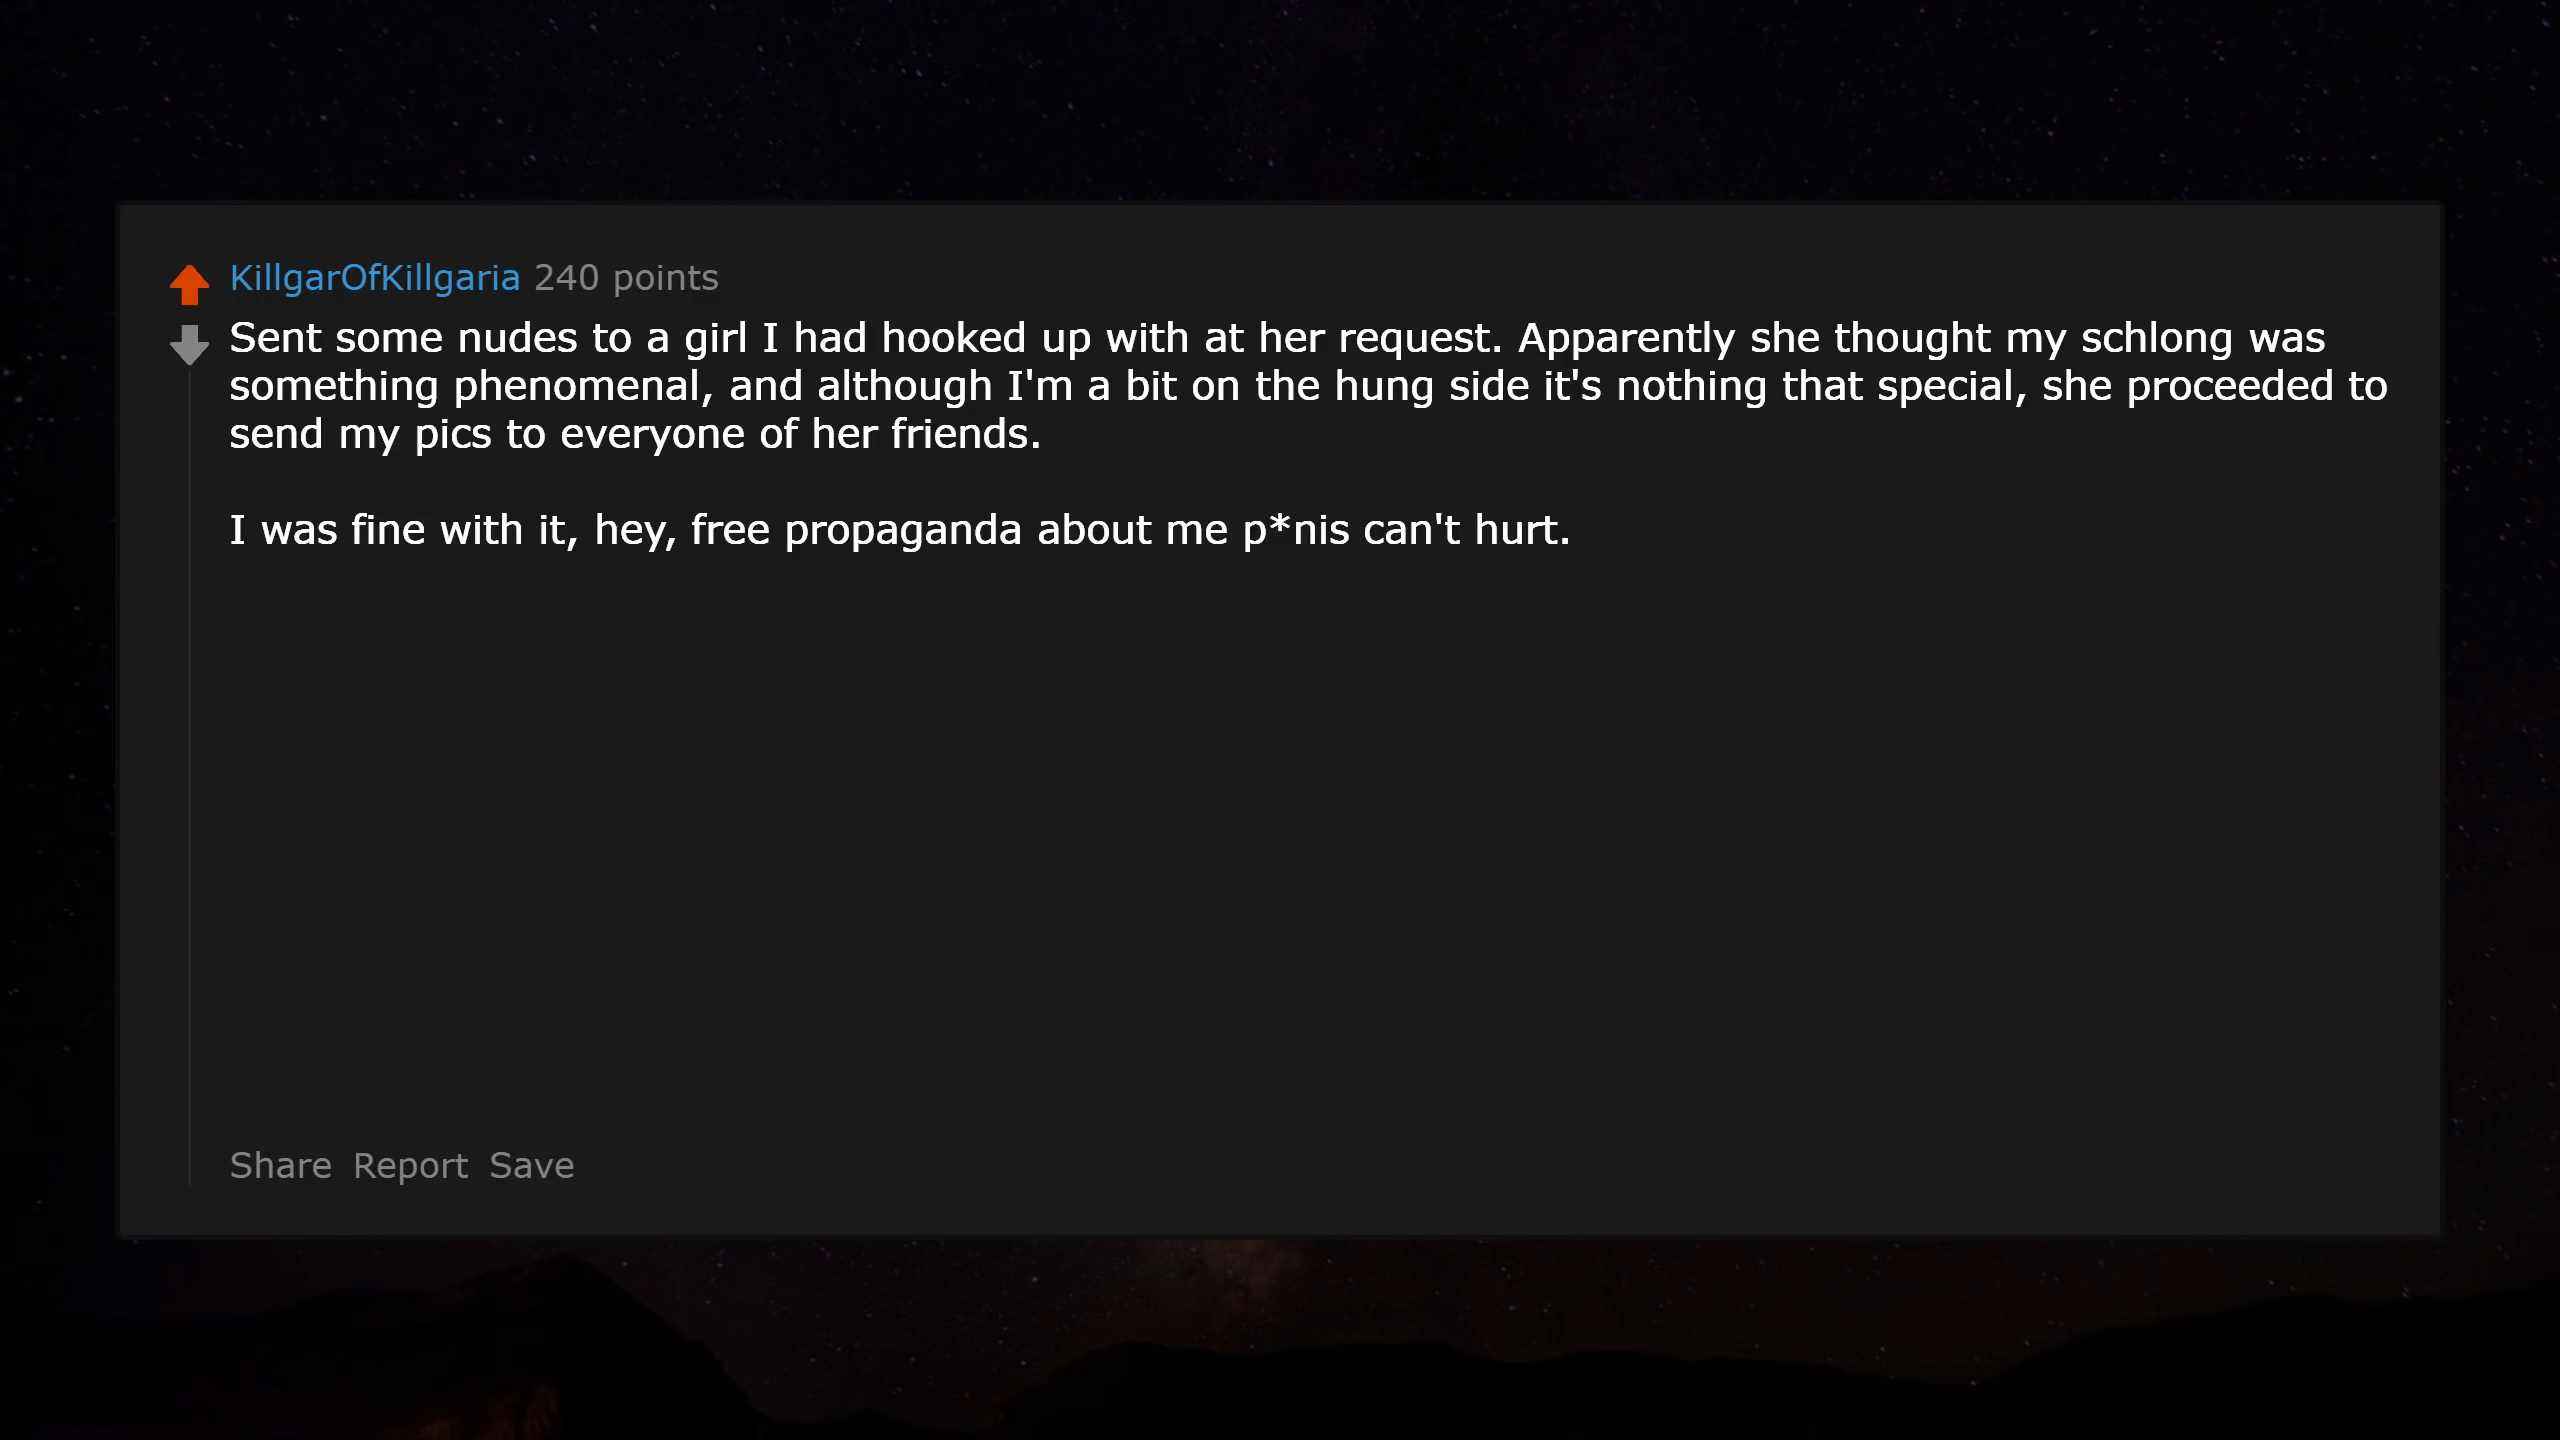 KillgarOfKillgaria 240 points
Sent some nudes to a girl I had hooked up with at her request. Apparently she thought my schlong was
something phenomenal, and although I'm a bit on the hung side it's nothing that special, she proceeded to
send my pics to everyone of her friends.
I was fine with it, hey, free propaganda about me p*nis can't hurt.
Share Report Save